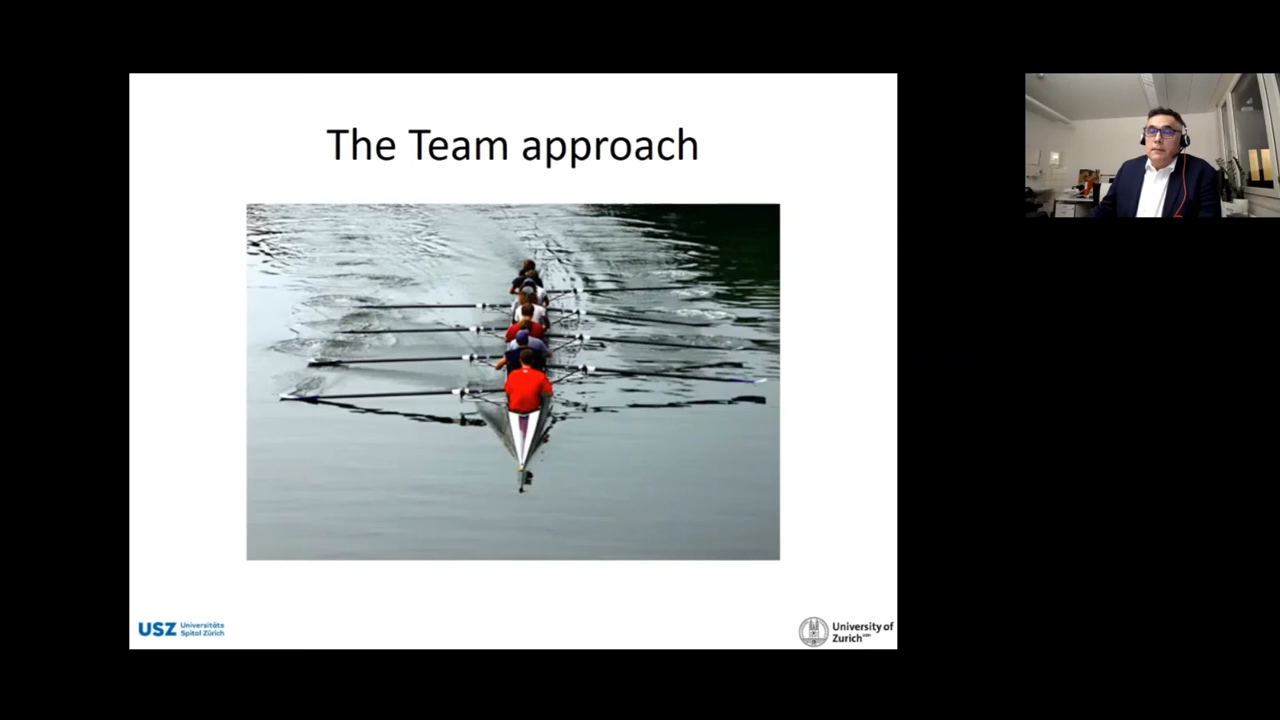 The Team approach
USZ Universitäts
Spital Zürich
University of
Zurich